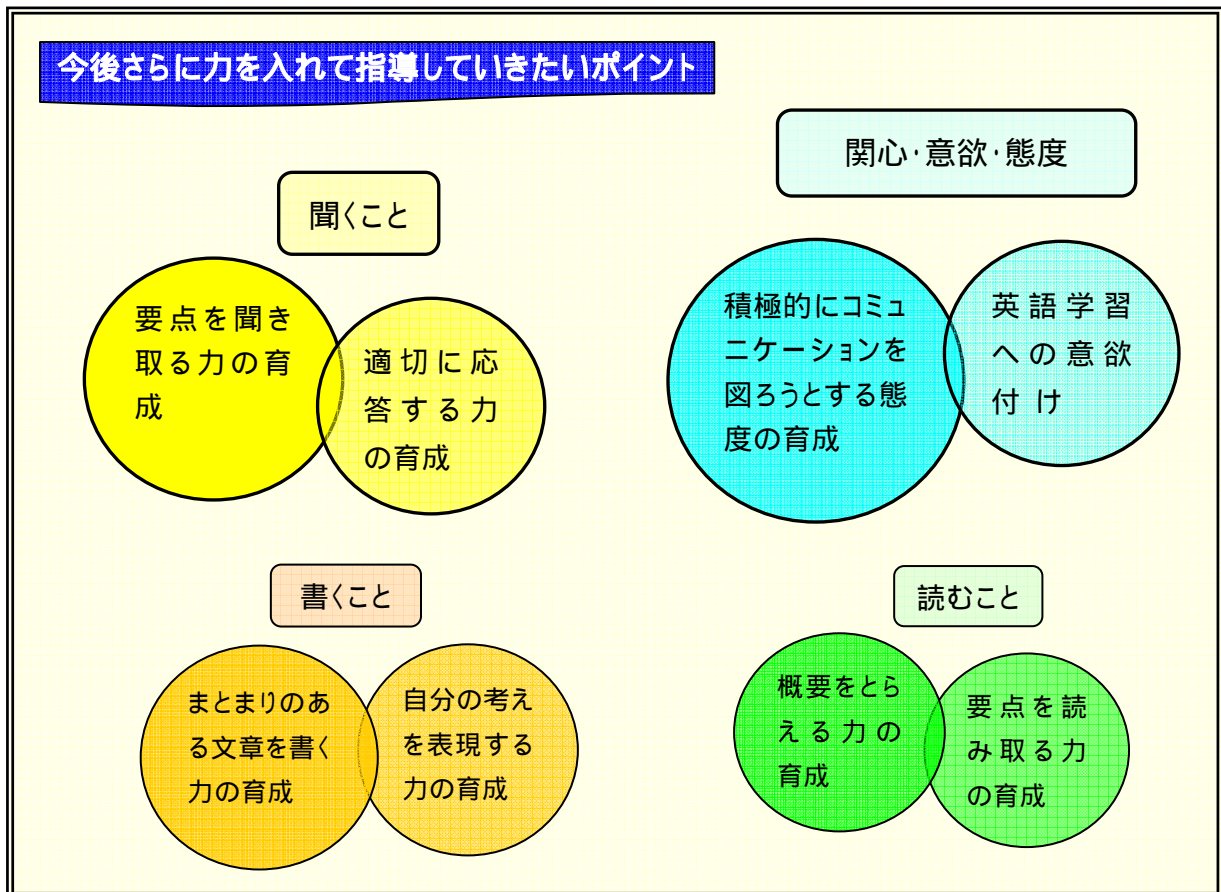 今後さらに力を入れて指導していきたいポイント
関心・意欲・態度
聞くこと
要点を聞き
取る力の育
成
適切に応
答する力
の育成
積極的にコミュ
ニケーションを
図ろうとする態
度の育成
英語学習
への意欲
付け
書くこと
まとまりのあ
る文章を書く
力の育成
自分の考え
を表現する
力の育成
読むこと
概要をとら
える力の
育成
要点を読
み取る力
の育成